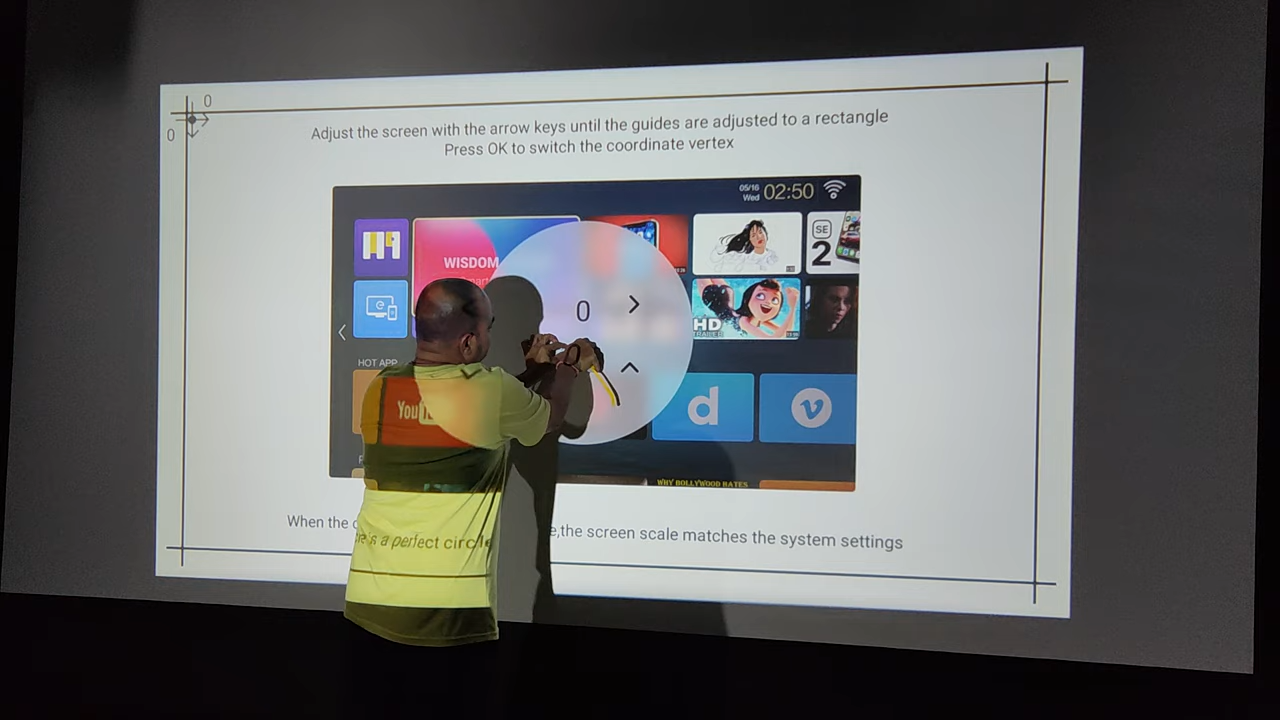 0
0
Adjust the screen with the arrow keys until the guides are adjusted to a rectangle
Press OK to switch the coordinate vertex
05/16
Wed 02:50
WISDOM
SE
2
0
HD
TRAILER
HOT APP
You
d
v
WHY BOLLYWOOD HATES
When the
's a perfect circle,the screen scale matches the system settings